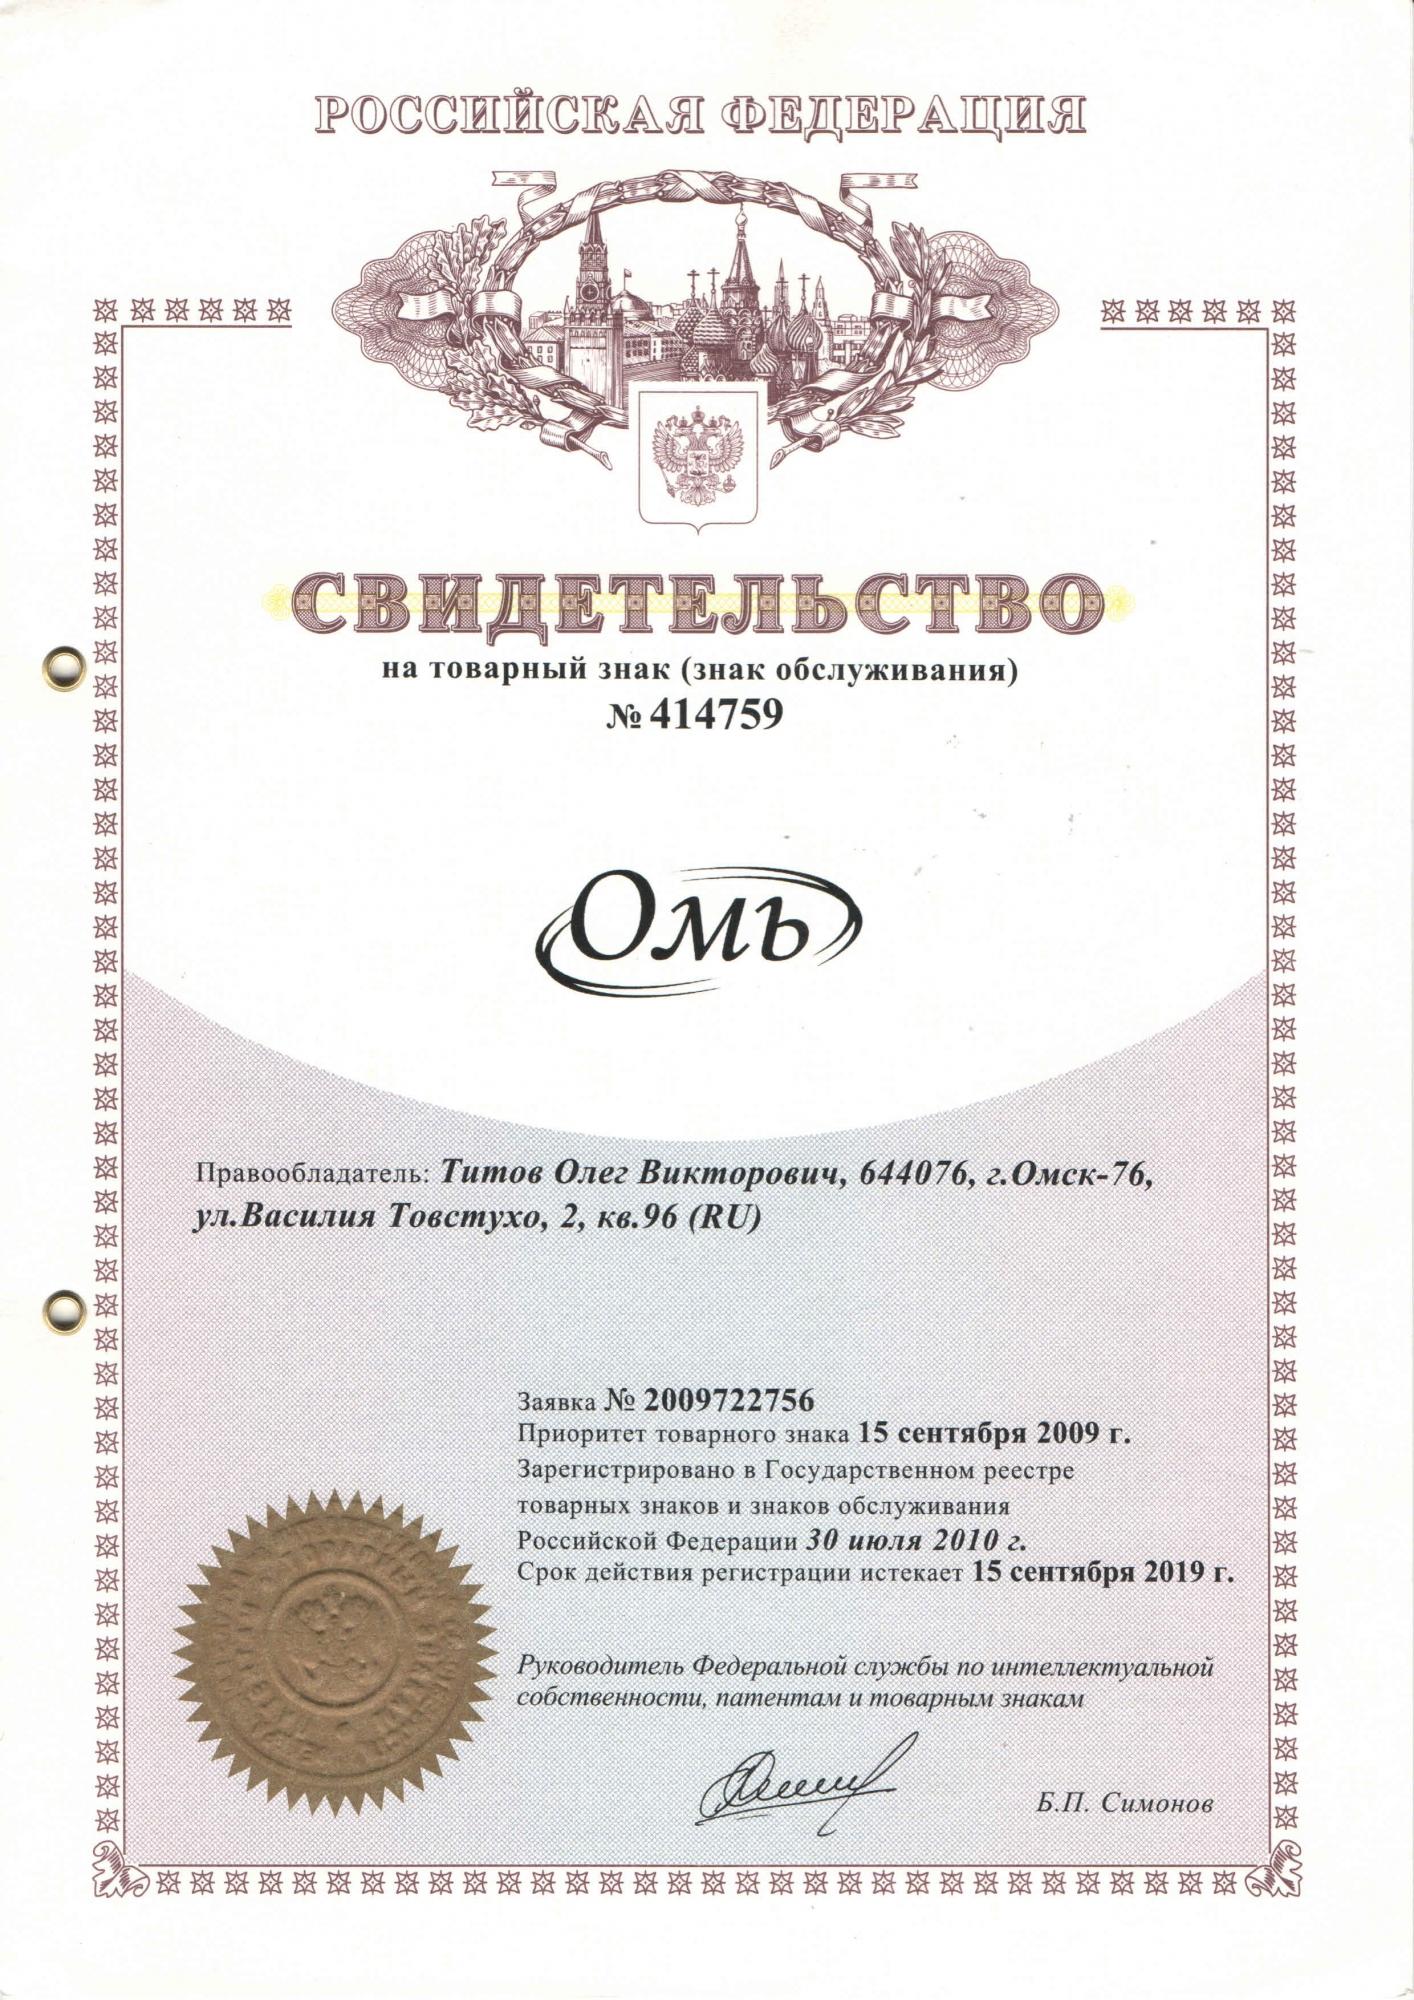 РОССИЙСКАЯ ФЕДЕРАЦИЯ
СВИДЕТЕЛЬСТВО
на товарный знак (знак обслуживания)
№ 414759
Омь
Правообладатель: Титов Олег Викторович, 644076, г.Омск-76,
ул.Василия Товстухо, 2, кв.96 (RU)
Заявка № 2009722756
Приоритет товарного знака 15 сентября 2009 г.
Зарегистрировано в Государственном реестре
товарных знаков и знаков обслуживания
Российской Федерации 30 июля 2010 г.
Срок действия регистрации истекает 15 сентября 2019 г.
Руководитель Федеральной службы по интеллектуальной
собственности, патентам и товарным знакам
Б.П. Симонов